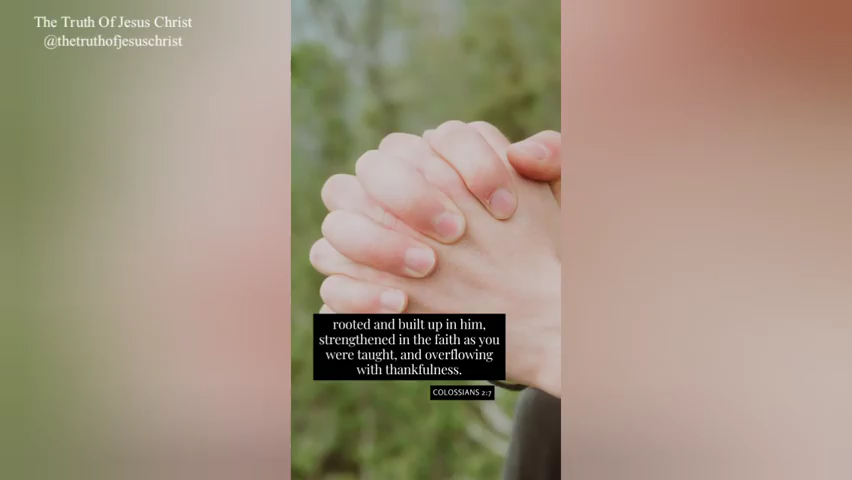 The Truth Of Jesus Christ
@thetruthofjesuschrist
rooted and built up in him,
strengthened in the faith as you
were taught, and overflowing
with thankfulness.
COLOSSIANS 2:7